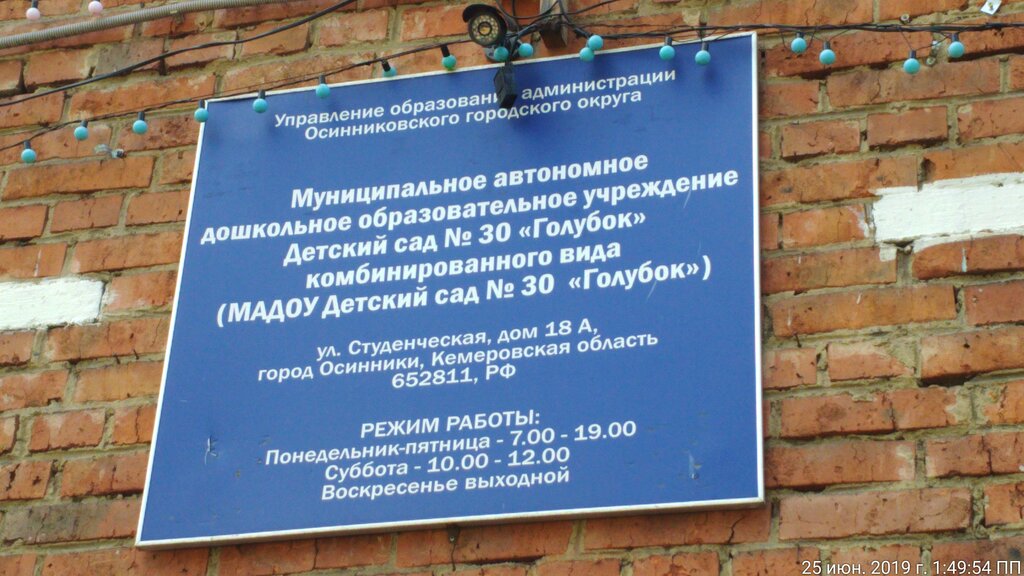 Управление образования администрации
Осинниковского городского округа
Муниципальное автономное
дошкольное образовательное учреждение
Детский сад № 30 «Голубок»
комбинированного вида
(МАДОУ Детский сад № 30 «Голубок»)
ул. Студенческая, дом 18 А,
город Осинники, Кемеровская область
652811, РФ
РЕЖИМ РАБОТЫ:
Понедельник-пятница - 7.00 - 19.00
Суббота - 10.00 - 12.00
Воскресенье выходной
25 июн. 2019 г. 1:49:54 ПП